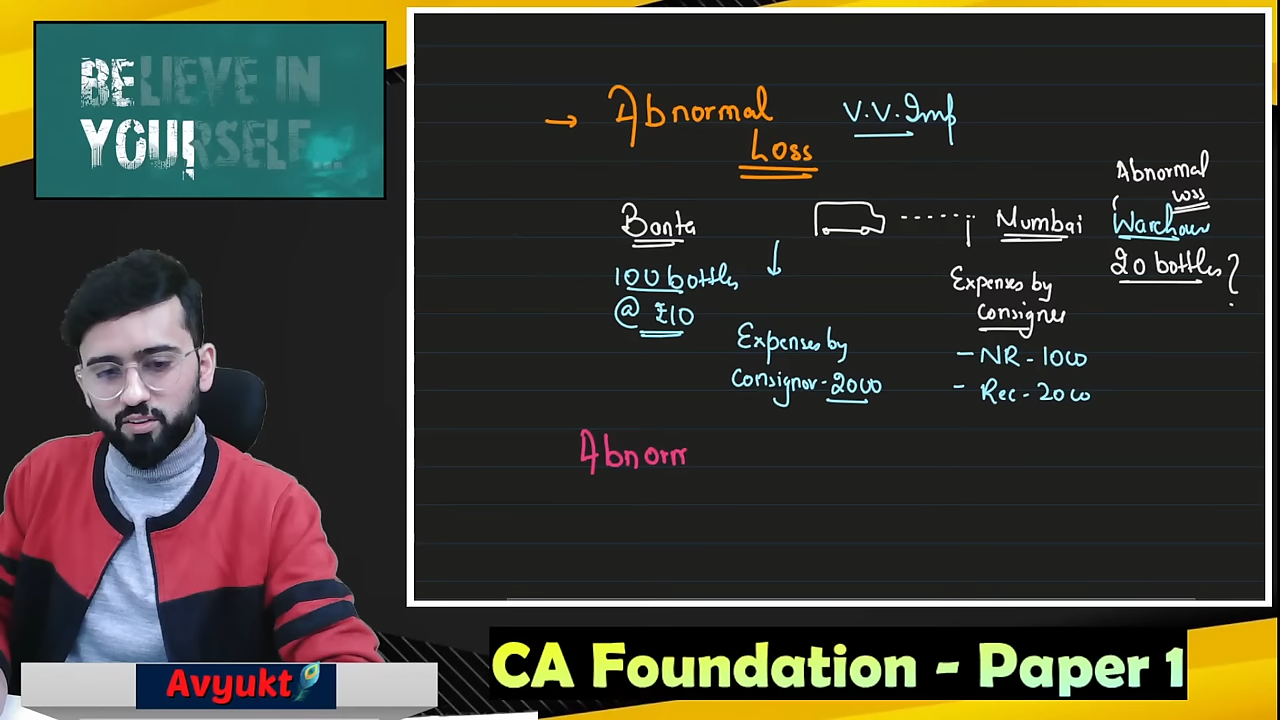 BELIEVE IN
YOURSELF...
→ Abnormal
Loss
V.V.Imp
Abnormal
Loss
Bonta
Mumbai
Warehouse
100 bottles
@ ₹10
20 bottles?
Expenses by
Consignor - 2000
Expenses by
Consignee
- NR - 1000
- Rec - 2000
Abnorm
Avyukt
CA Foundation - Paper 1